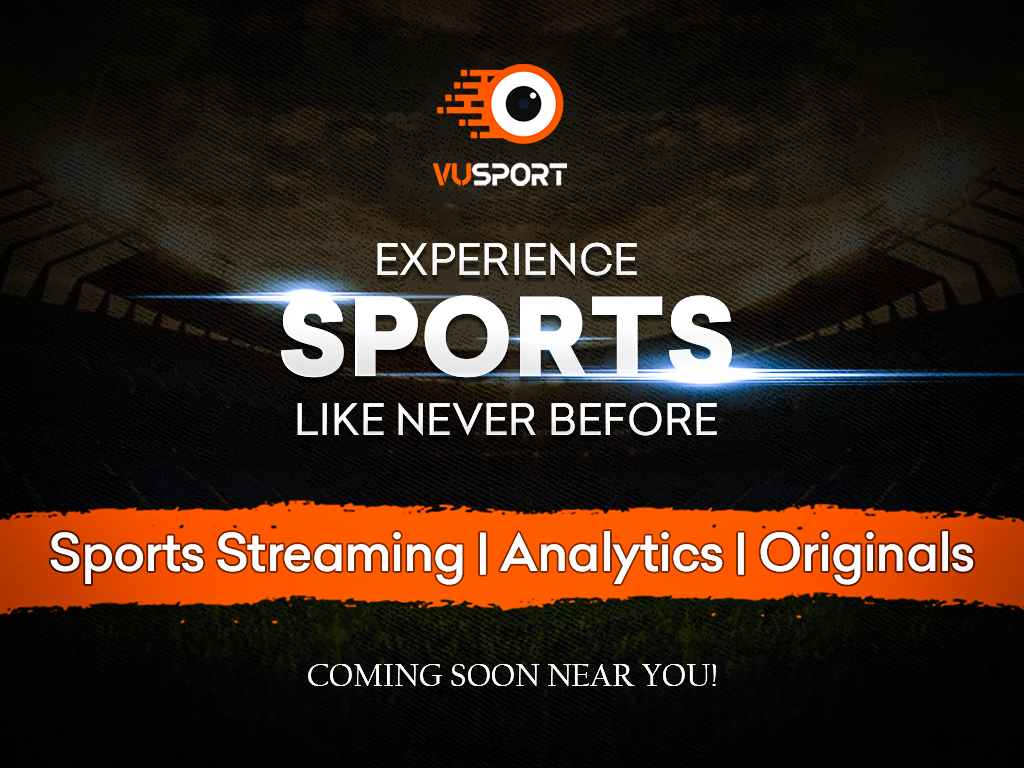 VUSPORT
EXPERIENCE
SPORTS
LIKE NEVER BEFORE
Sports Streaming | Analytics | Originals
COMING SOON NEAR YOU!